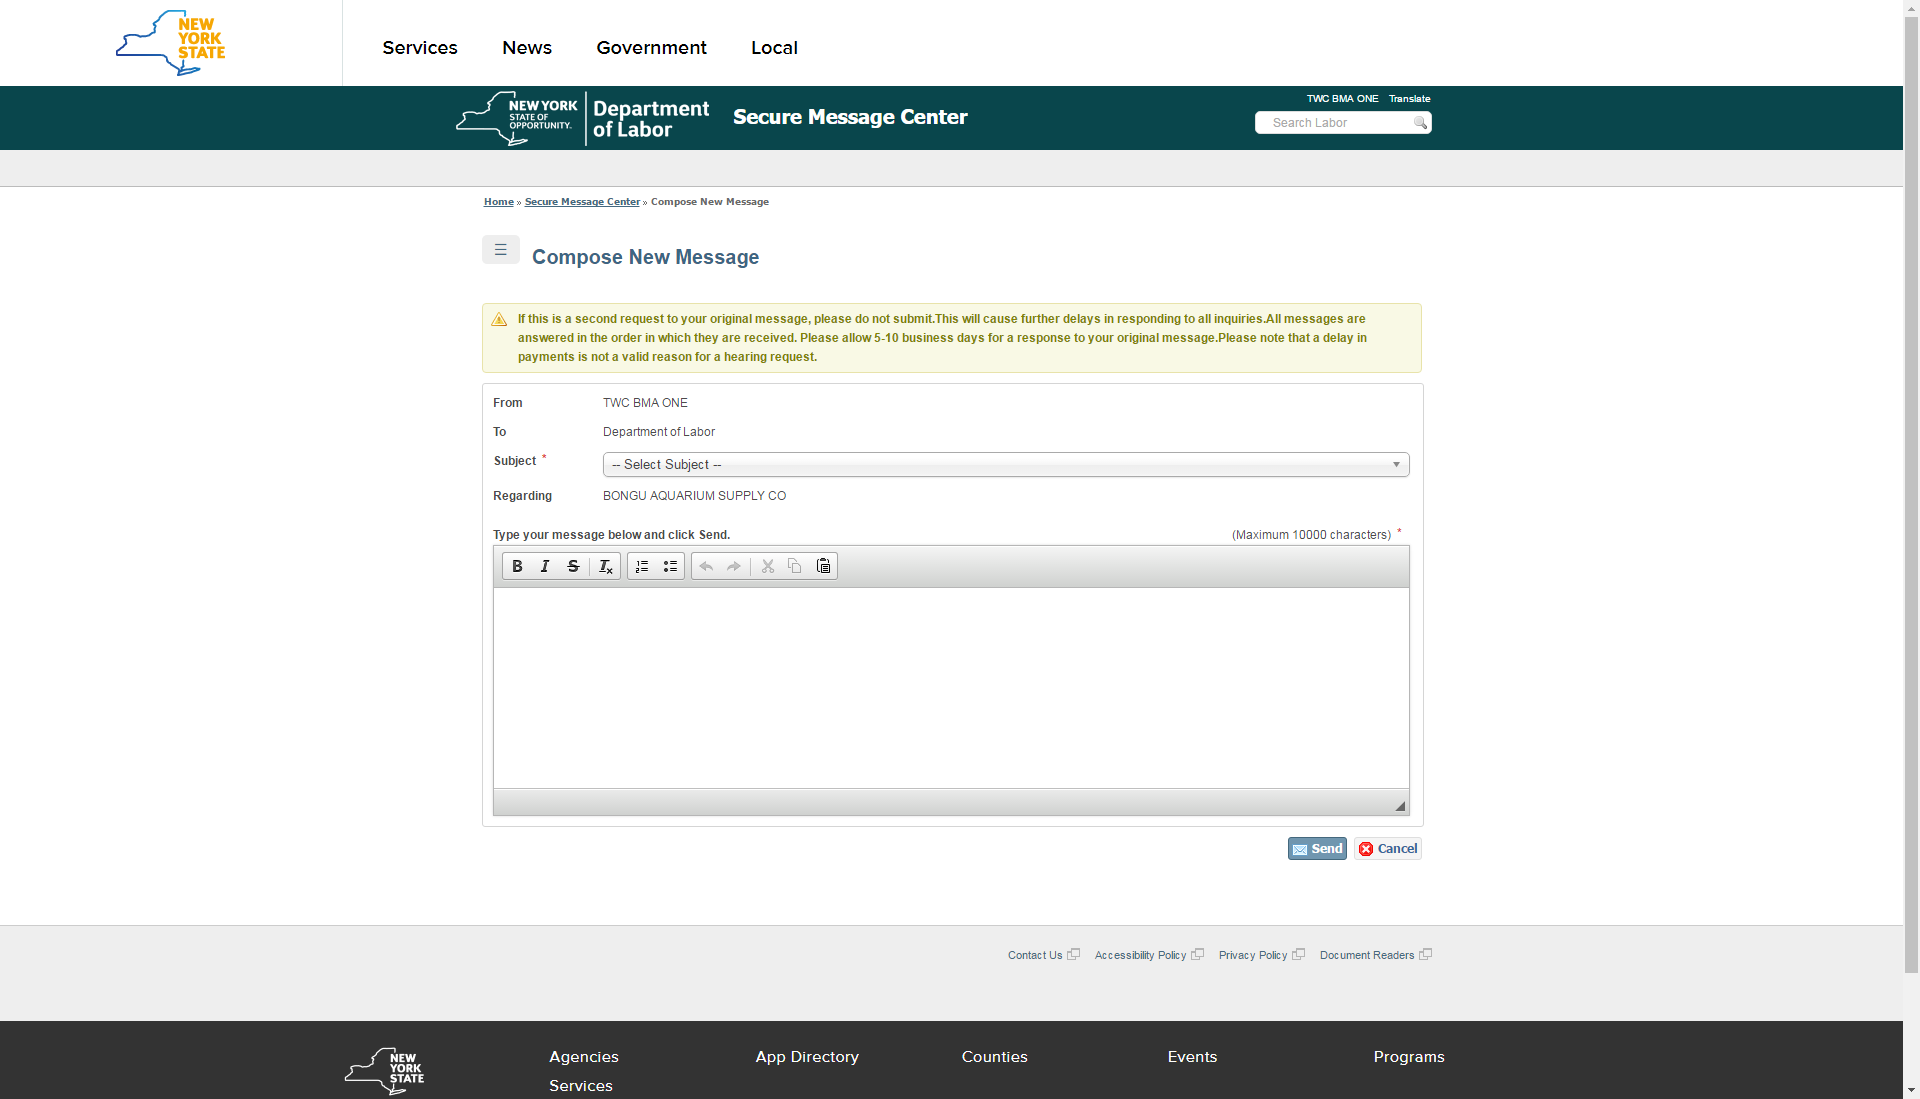 NEW
YORK
STATE
Services News Government Local
NEW YORK
STATE OF
OPPORTUNITY.
Department
of Labor
Secure Message Center
TWC BMA ONE Translate
Search Labor
Home » Secure Message Center » Compose New Message
Compose New Message
If this is a second request to your original message, please do not submit.This will cause further delays in responding to all inquiries.All messages are
answered in the order in which they are received. Please allow 5-10 business days for a response to your original message.Please note that a delay in
payments is not a valid reason for a hearing request.
From TWC BMA ONE
To Department of Labor
Subject * -- Select Subject --
Regarding BONGU AQUARIUM SUPPLY CO
Type your message below and click Send. (Maximum 10000 characters) *
Send Cancel
Contact Us Accessibility Policy Privacy Policy Document Readers
NEW
YORK
STATE
Agencies App Directory Counties Events Programs
Services